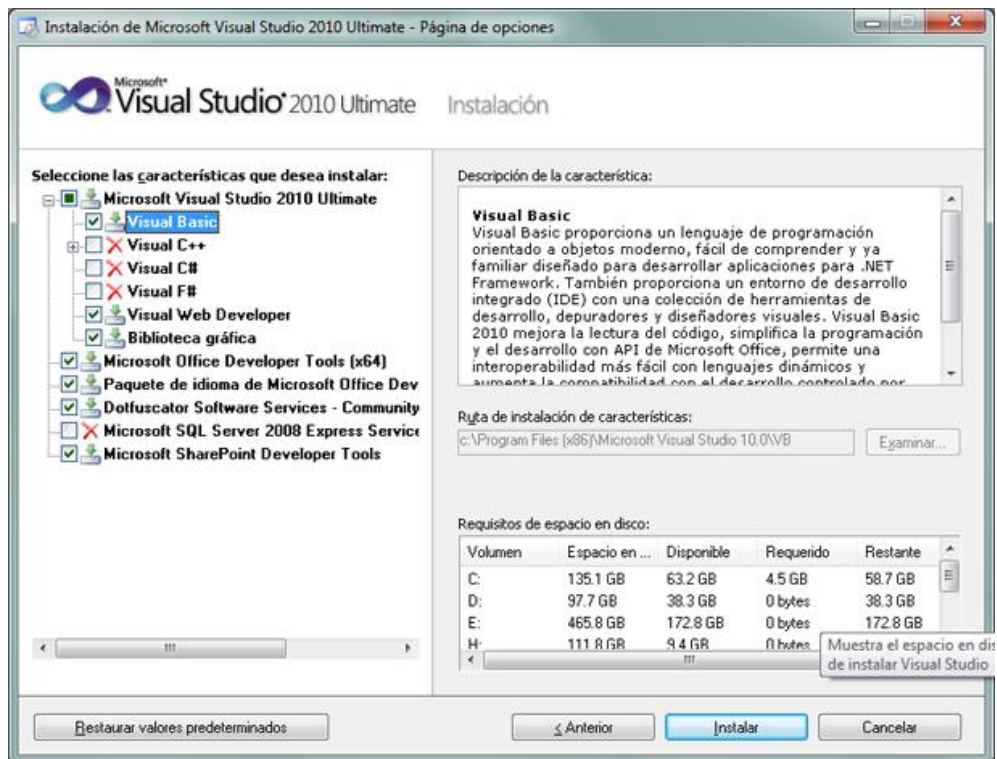 Instalación de Microsoft Visual Studio 2010 Ultimate - Página de opciones
Microsoft®
Visual Studio® 2010 Ultimate Instalación
Seleccione las características que desea instalar:
Microsoft Visual Studio 2010 Ultimate
Visual Basic
Visual C++
Visual C#
Visual F#
Visual Web Developer
Biblioteca gráfica
Microsoft Office Developer Tools (x64)
Paquete de idioma de Microsoft Office Dev
Dotfuscator Software Services - Community
Microsoft SQL Server 2008 Express Service
Microsoft SharePoint Developer Tools
Descripción de la característica:
Visual Basic
Visual Basic proporciona un lenguaje de programación
orientado a objetos moderno, fácil de comprender y ya
familiar diseñado para desarrollar aplicaciones para .NET
Framework. También proporciona un entorno de desarrollo
integrado (IDE) con una colección de herramientas de
desarrollo, depuradores y diseñadores visuales. Visual Basic
2010 mejora la lectura del código, simplifica la programación
y el desarrollo con API de Microsoft Office, permite una
interoperabilidad más fácil con lenguajes dinámicos y
aumenta la compatibilidad con el desarrollo controlado por
Ruta de instalación de características:
c:\Program Files (x86)\Microsoft Visual Studio 10.0\VB
Examinar...
Requisitos de espacio en disco:
Volumen Espacio en ... Disponible Requerido Restante
C: 135.1 GB 63.2 GB 4.5 GB 58.7 GB
D: 97.7 GB 38.3 GB 0 bytes 38.3 GB
E: 465.8 GB 172.8 GB 0 bytes 172.8 GB
H: 111.8 GB 9.4 GB 0 bytes
Muestra el espacio en dis
de instalar Visual Studio
Restaurar valores predeterminados
< Anterior
Instalar
Cancelar